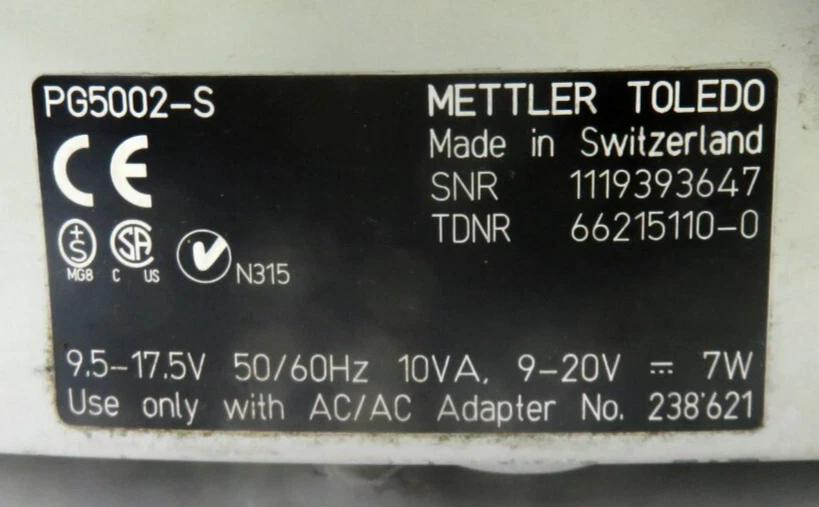 PG5002-S
METTLER TOLEDO
Made in Switzerland
SNR 1119393647
TDNR 66215110-0
CE
+S
MG8
SA
C US
N315
9.5-17.5V 50/60Hz 10VA, 9-20V ⎓ 7W
Use only with AC/AC Adapter No. 238'621